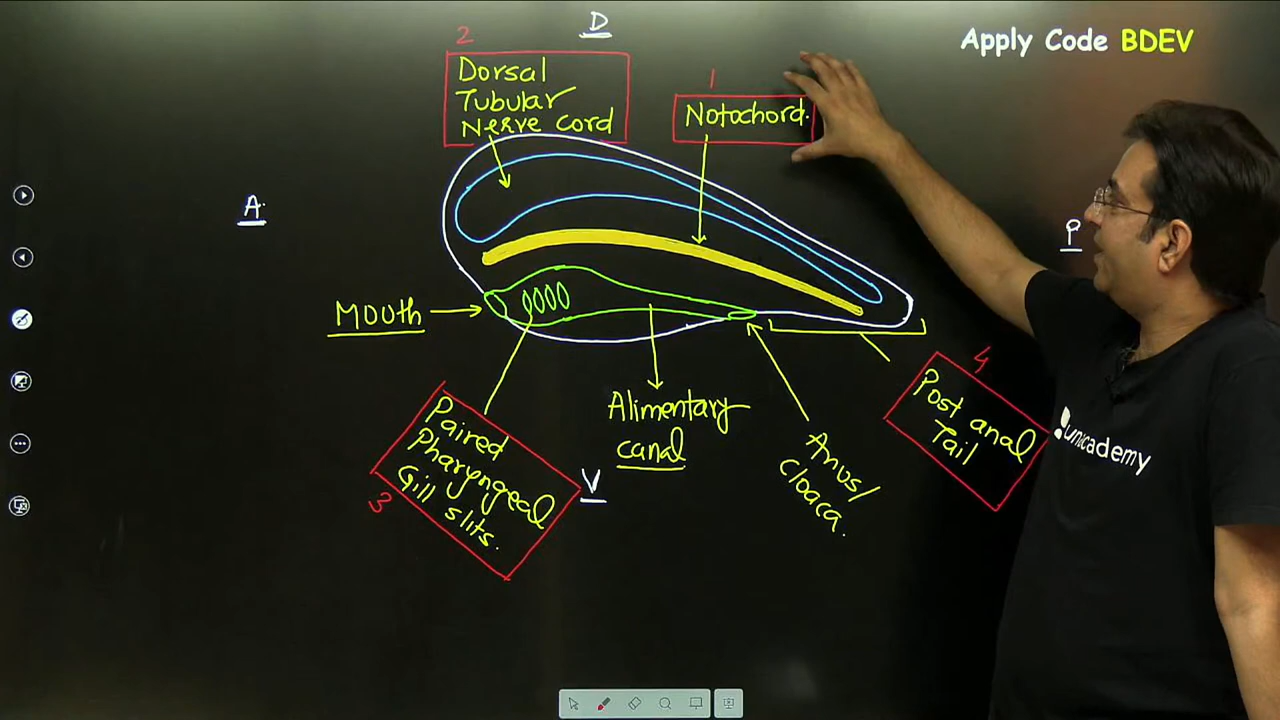 D
Apply Code BDEV
2
Dorsal
Tubular
Nerve Cord
1
Notochord.
A.
P
Mouth
4
Post anal
Tail
Alimentary
canal
Paired
Pharyngeal
Gill slits.
3
V
Anus/
cloaca.
unacademy